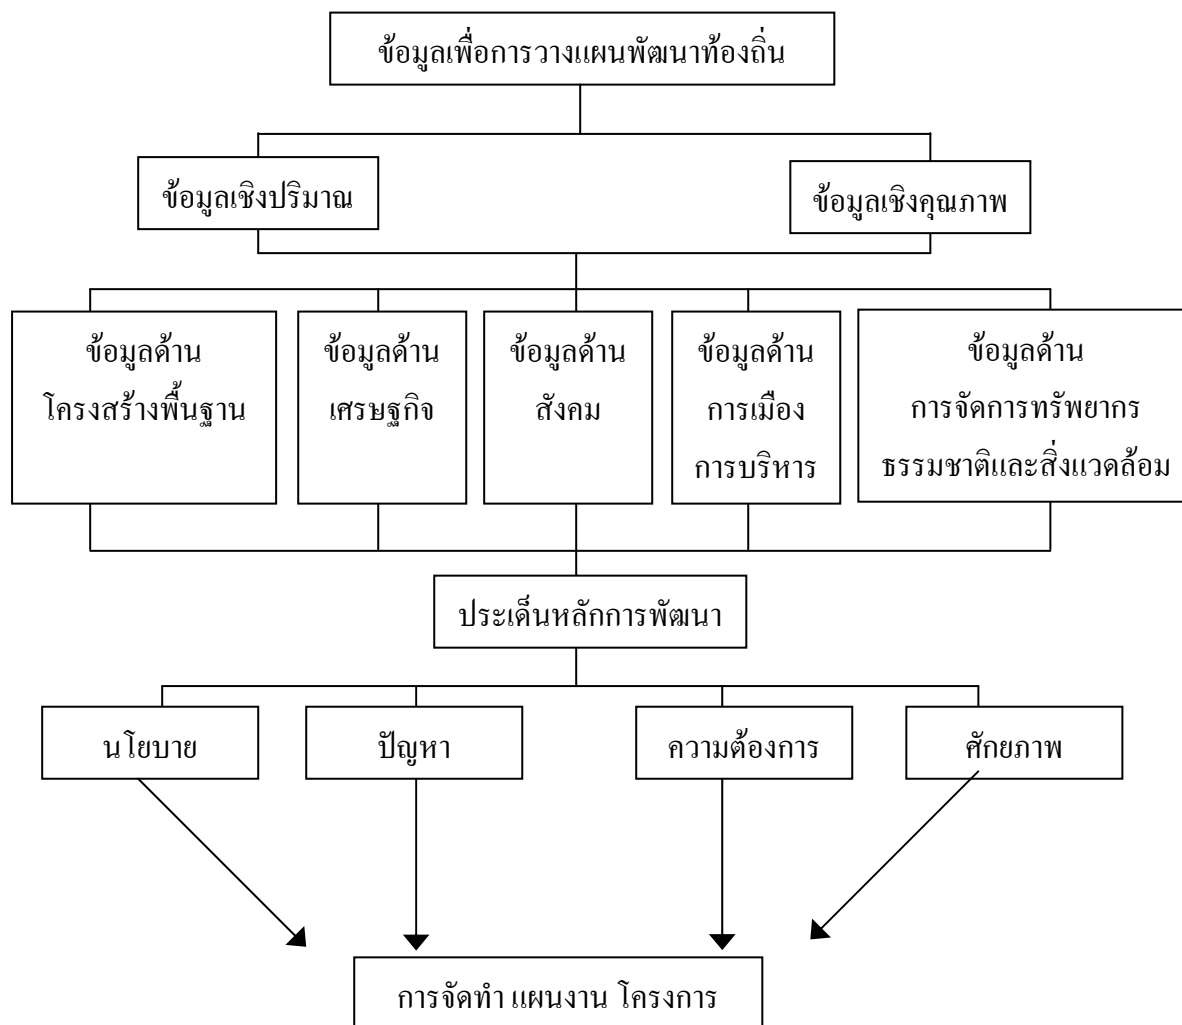 ข้อมูลเพื่อการวางแผนพัฒนาท้องถิ่น
ข้อมูลเชิงปริมาณ
ข้อมูลเชิงคุณภาพ
ข้อมูลด้าน
โครงสร้างพื้นฐาน
ข้อมูลด้าน
เศรษฐกิจ
ข้อมูลด้าน
สังคม
ข้อมูลด้าน
การเมือง
การบริหาร
ข้อมูลด้าน
การจัดการทรัพยากร
ธรรมชาติและสิ่งแวดล้อม
ประเด็นหลักการพัฒนา
นโยบาย
ปัญหา
ความต้องการ
ศักยภาพ
การจัดทำ แผนงาน โครงการ